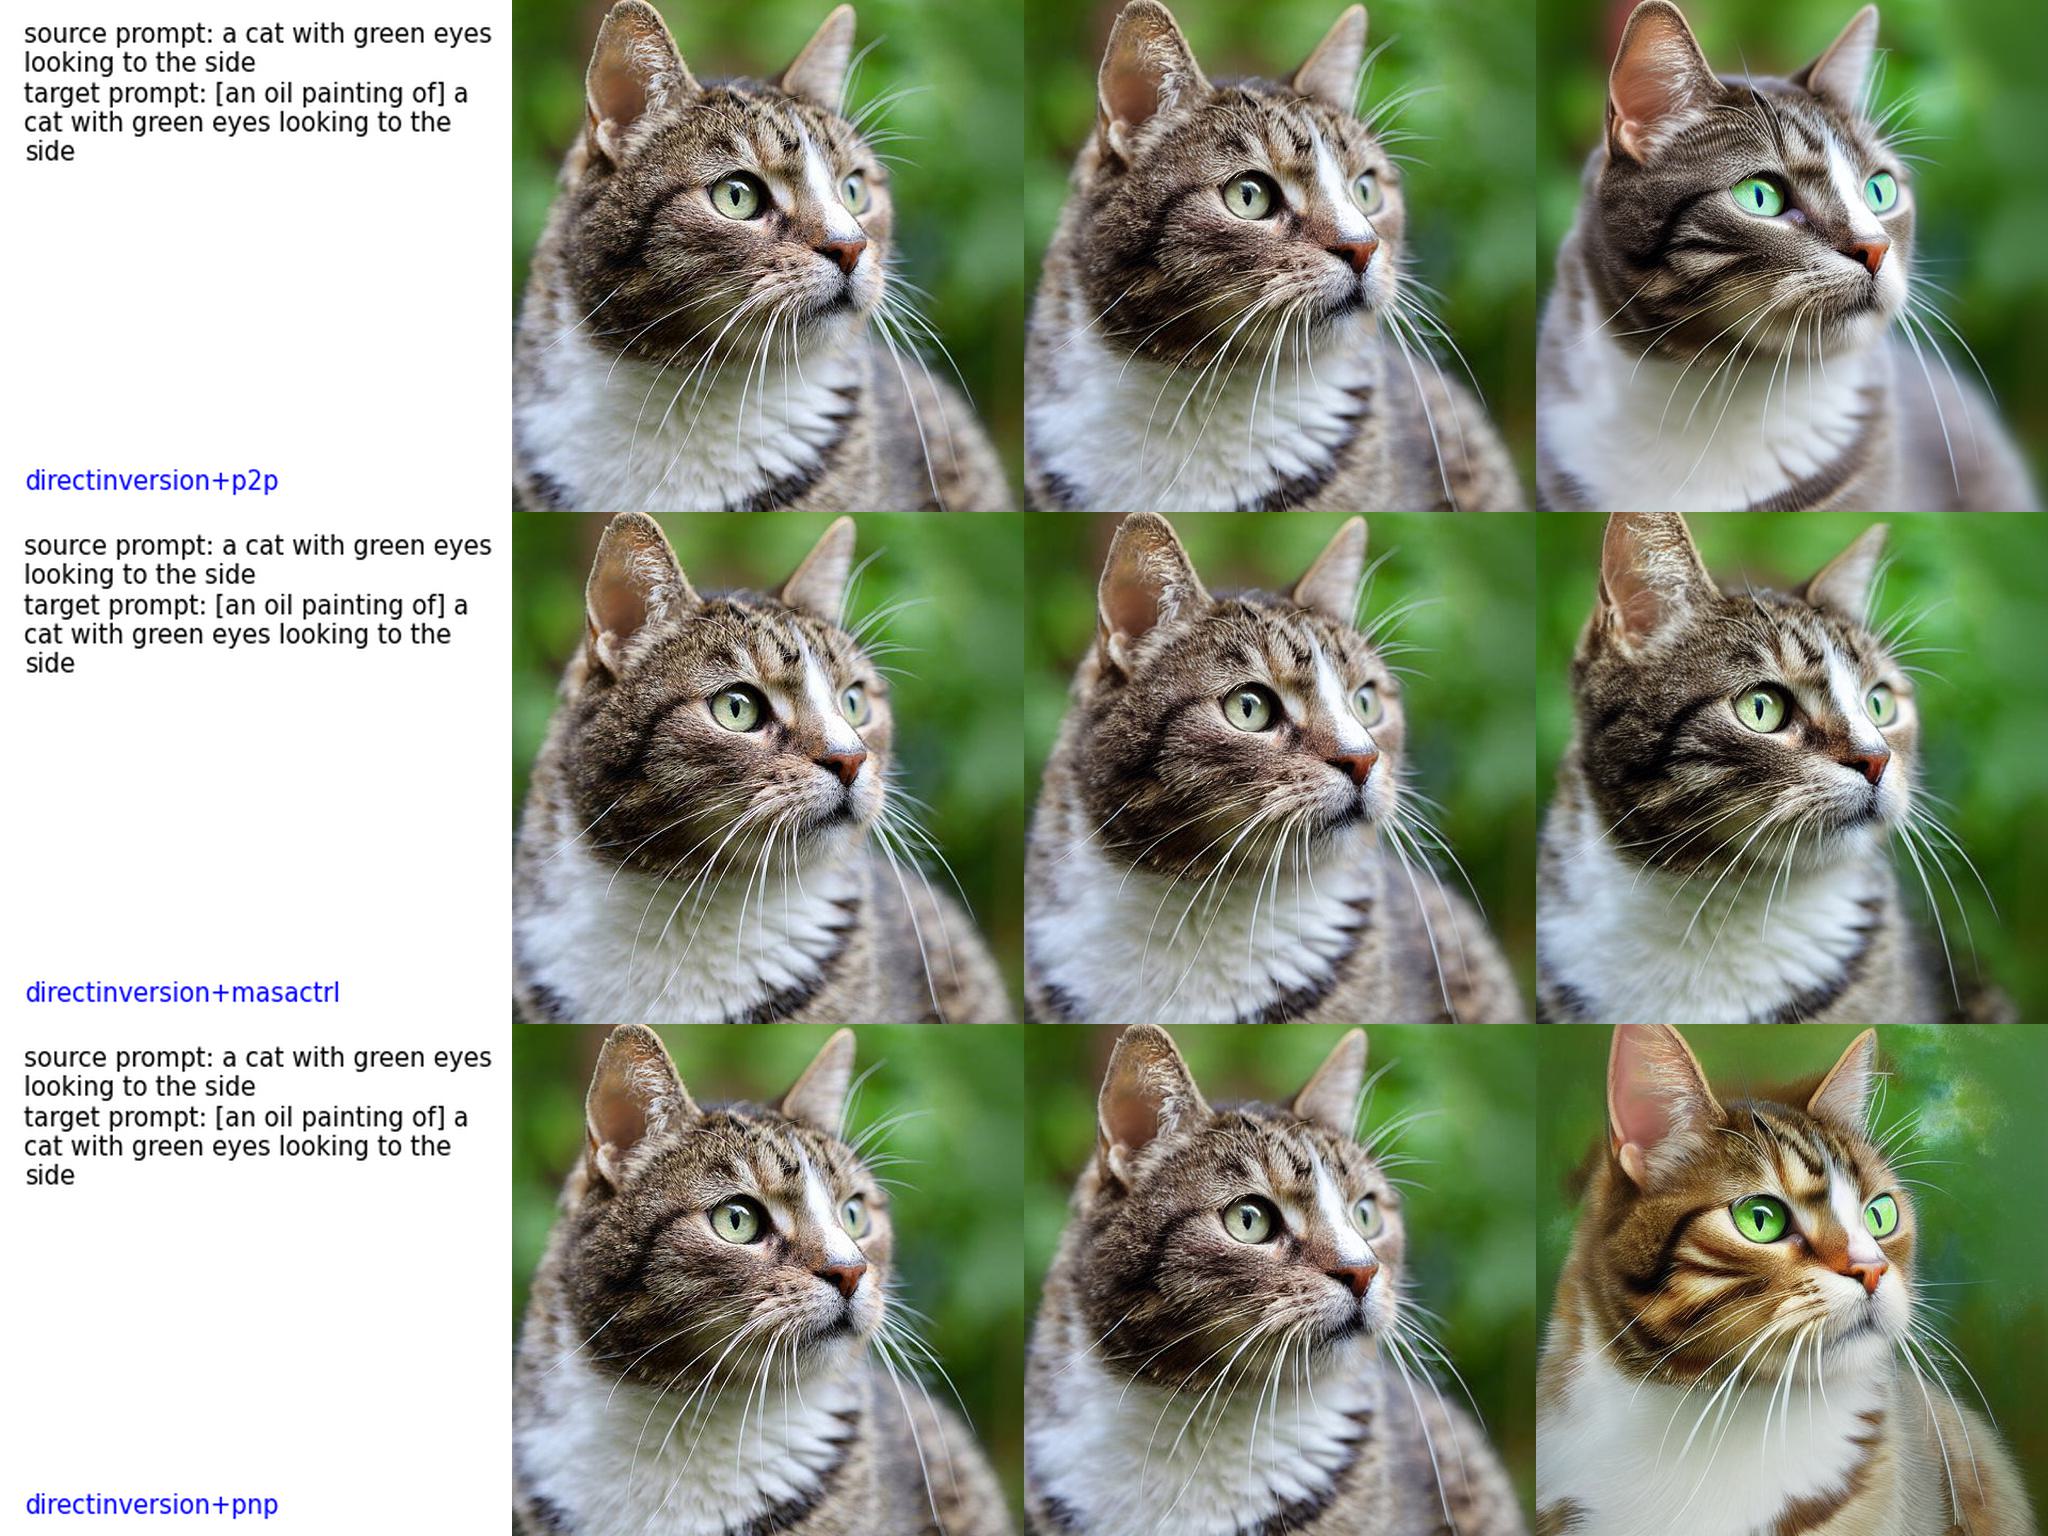 source prompt: a cat with green eyes
looking to the side
target prompt: [an oil painting of] a
cat with green eyes looking to the
side
directinversion+p2p
source prompt: a cat with green eyes
looking to the side
target prompt: [an oil painting of] a
cat with green eyes looking to the
side
directinversion+masactrl
source prompt: a cat with green eyes
looking to the side
target prompt: [an oil painting of] a
cat with green eyes looking to the
side
directinversion+pnp